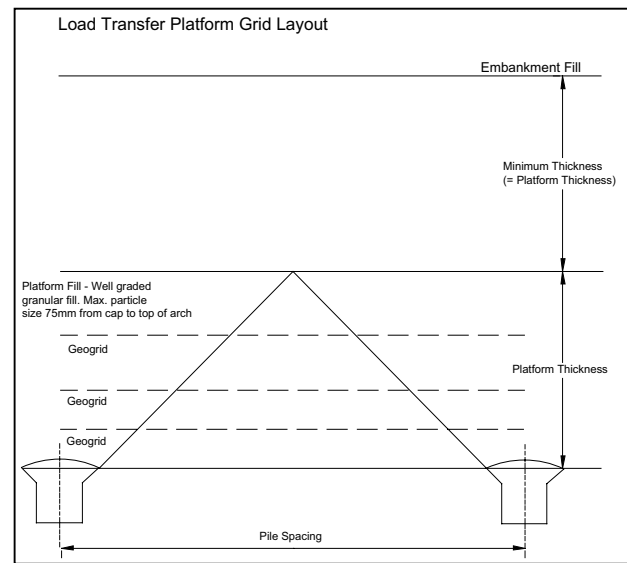 Load Transfer Platform Grid Layout
Embankment Fill
Minimum Thickness
(= Platform Thickness)
Platform Fill - Well graded
granular fill. Max. particle
size 75mm from cap to top of arch
Geogrid
Platform Thickness
Geogrid
Geogrid
Pile Spacing